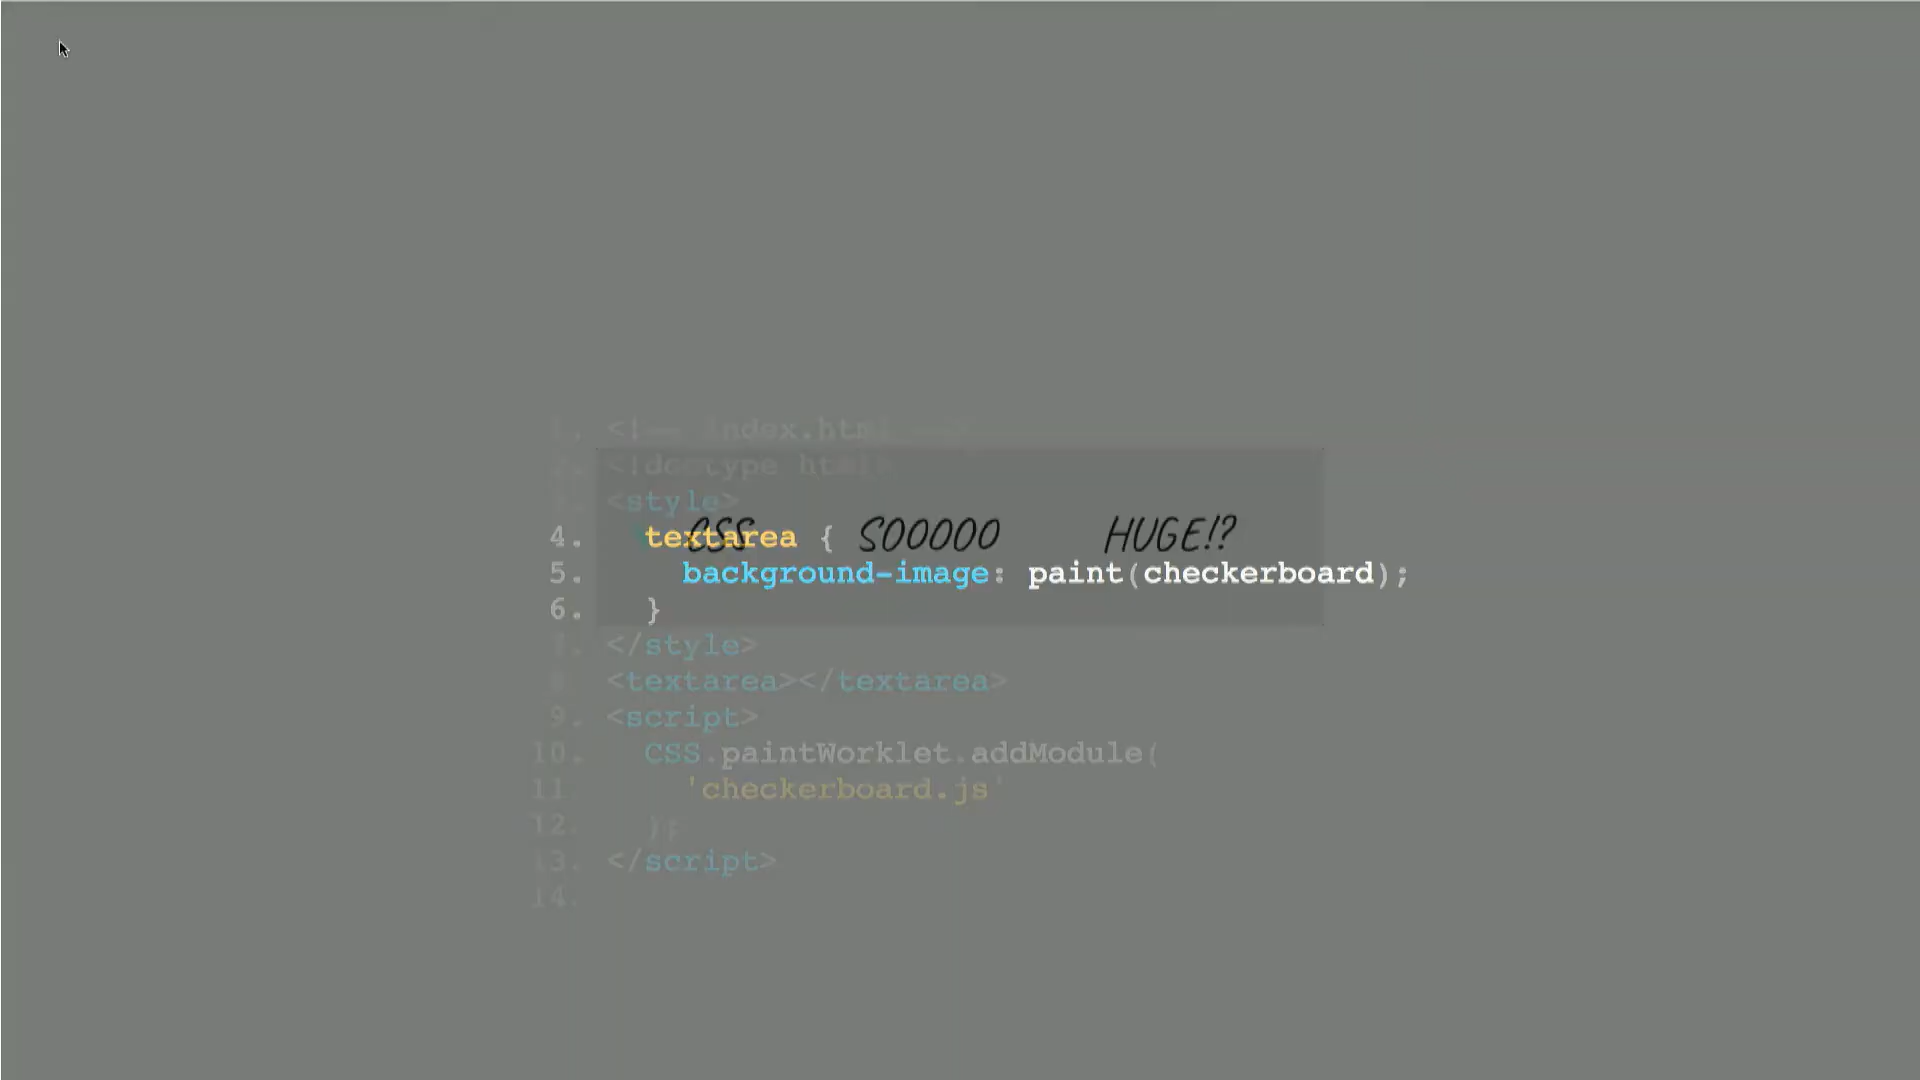 1. <!-- index.html -->
2. <!doctype html>
3. <style>
4. textarea {
CSS SOOOOO HUGE!?
5. background-image: paint(checkerboard);
6. }
7. </style>
8. <textarea></textarea>
9. <script>
10. CSS.paintWorklet.addModule(
11. 'checkerboard.js'
12. );
13. </script>
14.